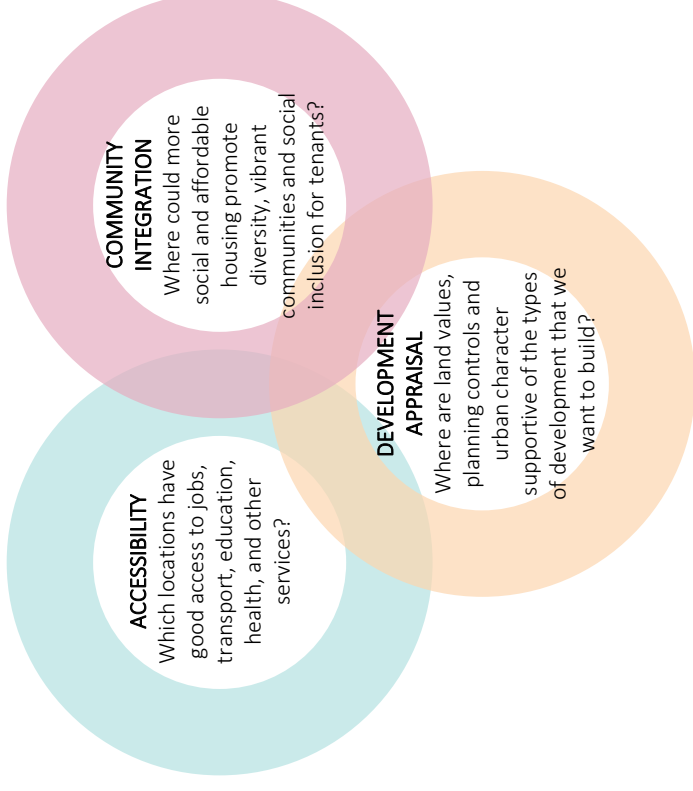 ACCESSIBILITY
Which locations have
good access to jobs,
transport, education,
health, and other
services?
COMMUNITY
INTEGRATION
Where could more
social and affordable
housing promote
diversity, vibrant
communities and social
inclusion for tenants?
DEVELOPMENT
APPRAISAL
Where are land values,
planning controls and
urban character
supportive of the types
of development that we
want to build?